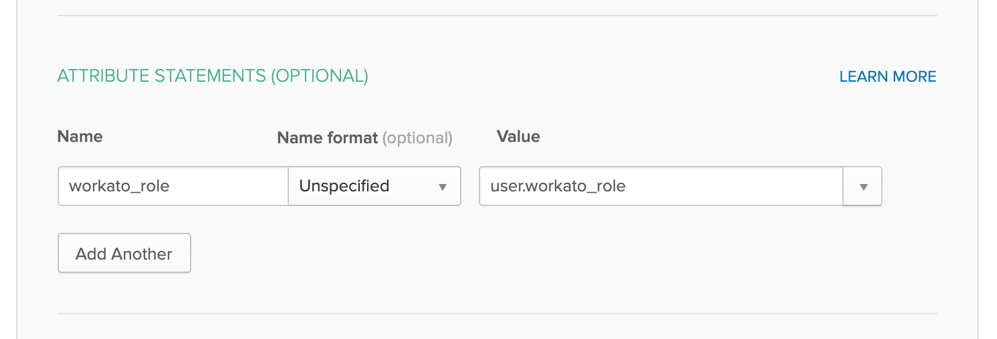 ATTRIBUTE STATEMENTS (OPTIONAL) LEARN MORE
Name Name format (optional) Value
workato_role Unspecified user.workato_role
Add Another